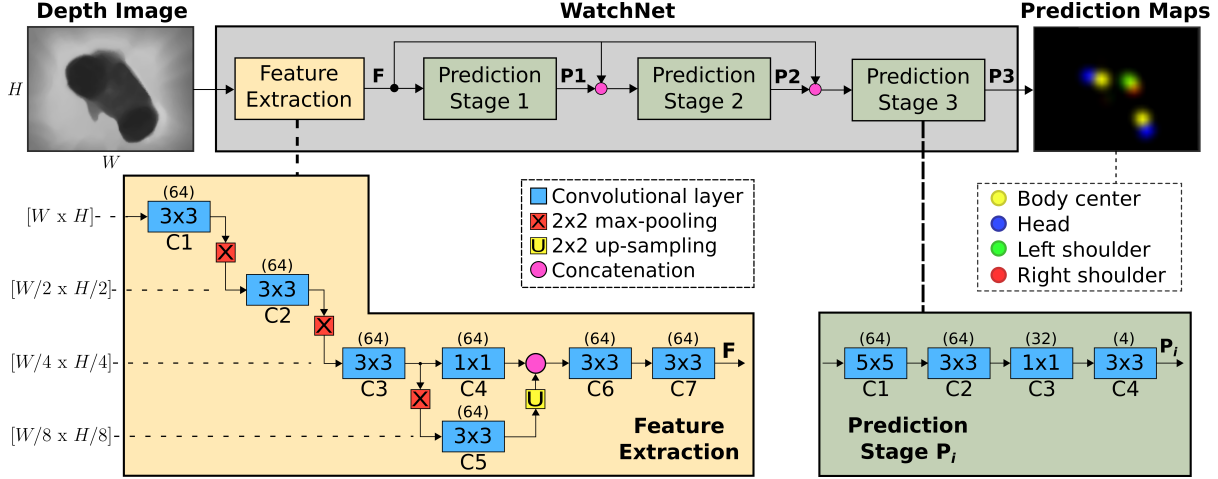 Depth Image
WatchNet
Prediction Maps
H
W
Feature
Extraction
F
Prediction
Stage 1
P1
Prediction
Stage 2
P2
Prediction
Stage 3
P3
[W x H]
(64)
3x3
C1
X
[W/2 x H/2]
(64)
3x3
C2
X
[W/4 x H/4]
(64)
3x3
C3
X
(64)
1x1
C4
U
(64)
3x3
C6
(64)
3x3
C7
F
[W/8 x H/8]
(64)
3x3
C5
Feature
Extraction
Convolutional layer
X 2x2 max-pooling
U 2x2 up-sampling
Concatenation
Body center
Head
Left shoulder
Right shoulder
(64)
5x5
C1
(64)
3x3
C2
(32)
1x1
C3
(4)
3x3
C4
Pi
Prediction
Stage Pi